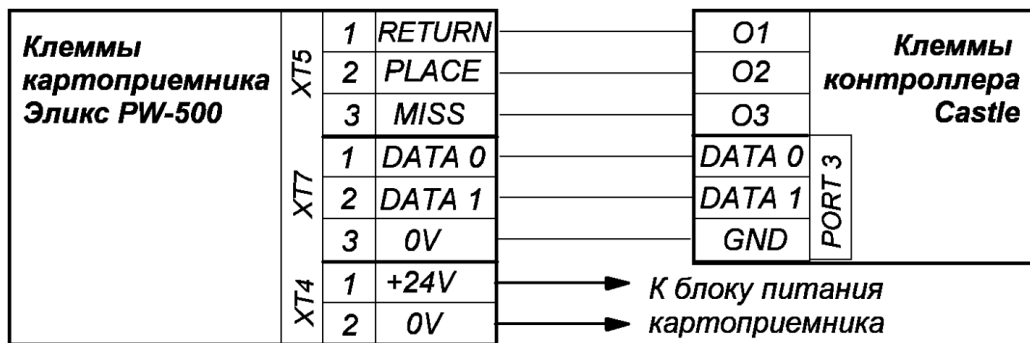 Клеммы
картоприемника
Эликс PW-500
XT5
1 RETURN
2 PLACE
3 MISS
XT7
1 DATA 0
2 DATA 1
3 0V
XT4
1 +24V
2 0V
O1
O2
O3
DATA 0
DATA 1
GND
PORT 3
Клеммы
контроллера
Castle
К блоку питания
картоприемника